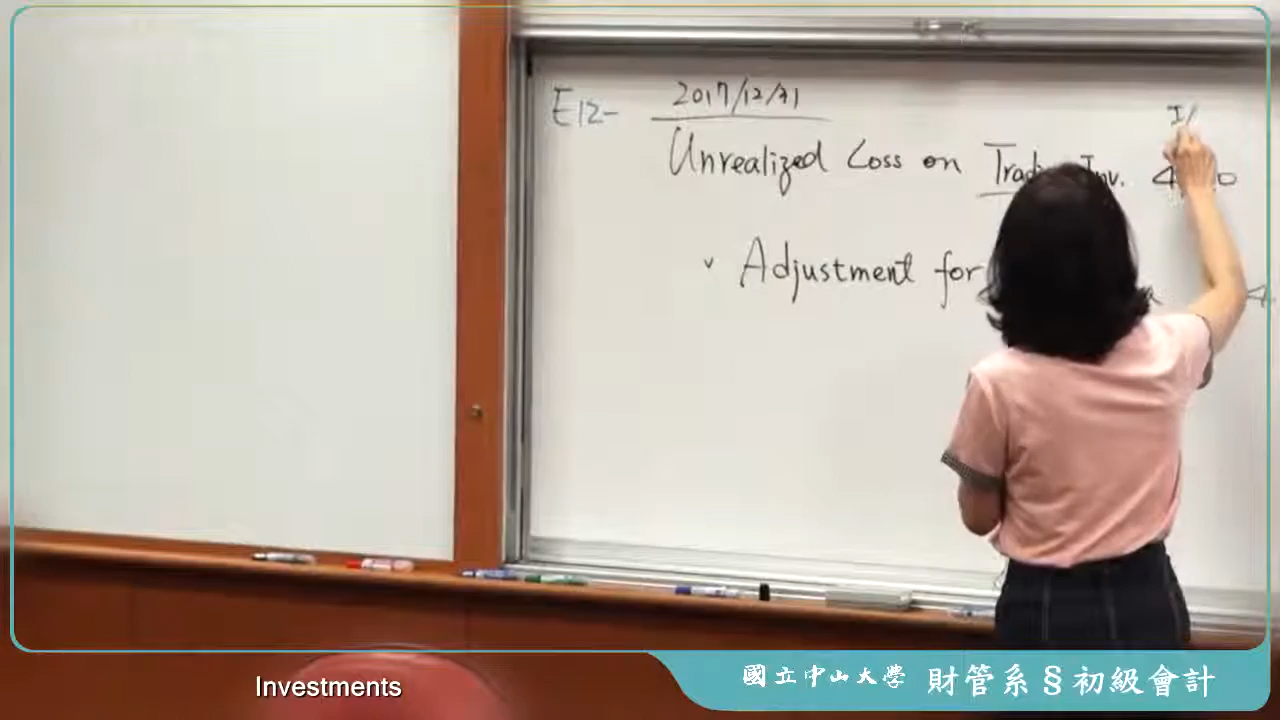 E12- 2017/12/31
I/
Unrealized Loss on Trading Inv.
✓ Adjustment for
Investments
國立中山大學 財管系§初級會計